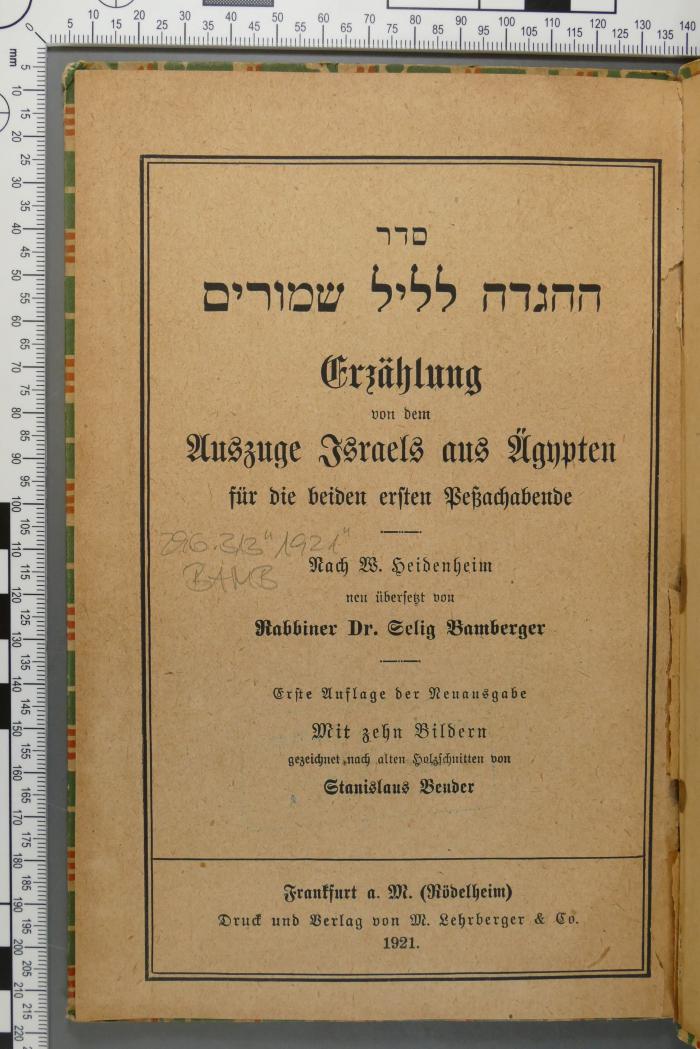 סדר
ההגדה לליל שמורים
Erzählung
von dem
Auszuge Israels aus Ägypten
für die beiden ersten Peßachabende
296.313"1921"
BAMB
Nach W. Heidenheim
neu übersetzt von
Rabbiner Dr. Selig Bamberger
Erste Auflage der Neuausgabe
Mit zehn Bildern
gezeichnet nach alten Holzschnitten von
Stanislaus Bender
Frankfurt a. M. (Rödelheim)
Druck und Verlag von M. Lehrberger & Co.
1921.